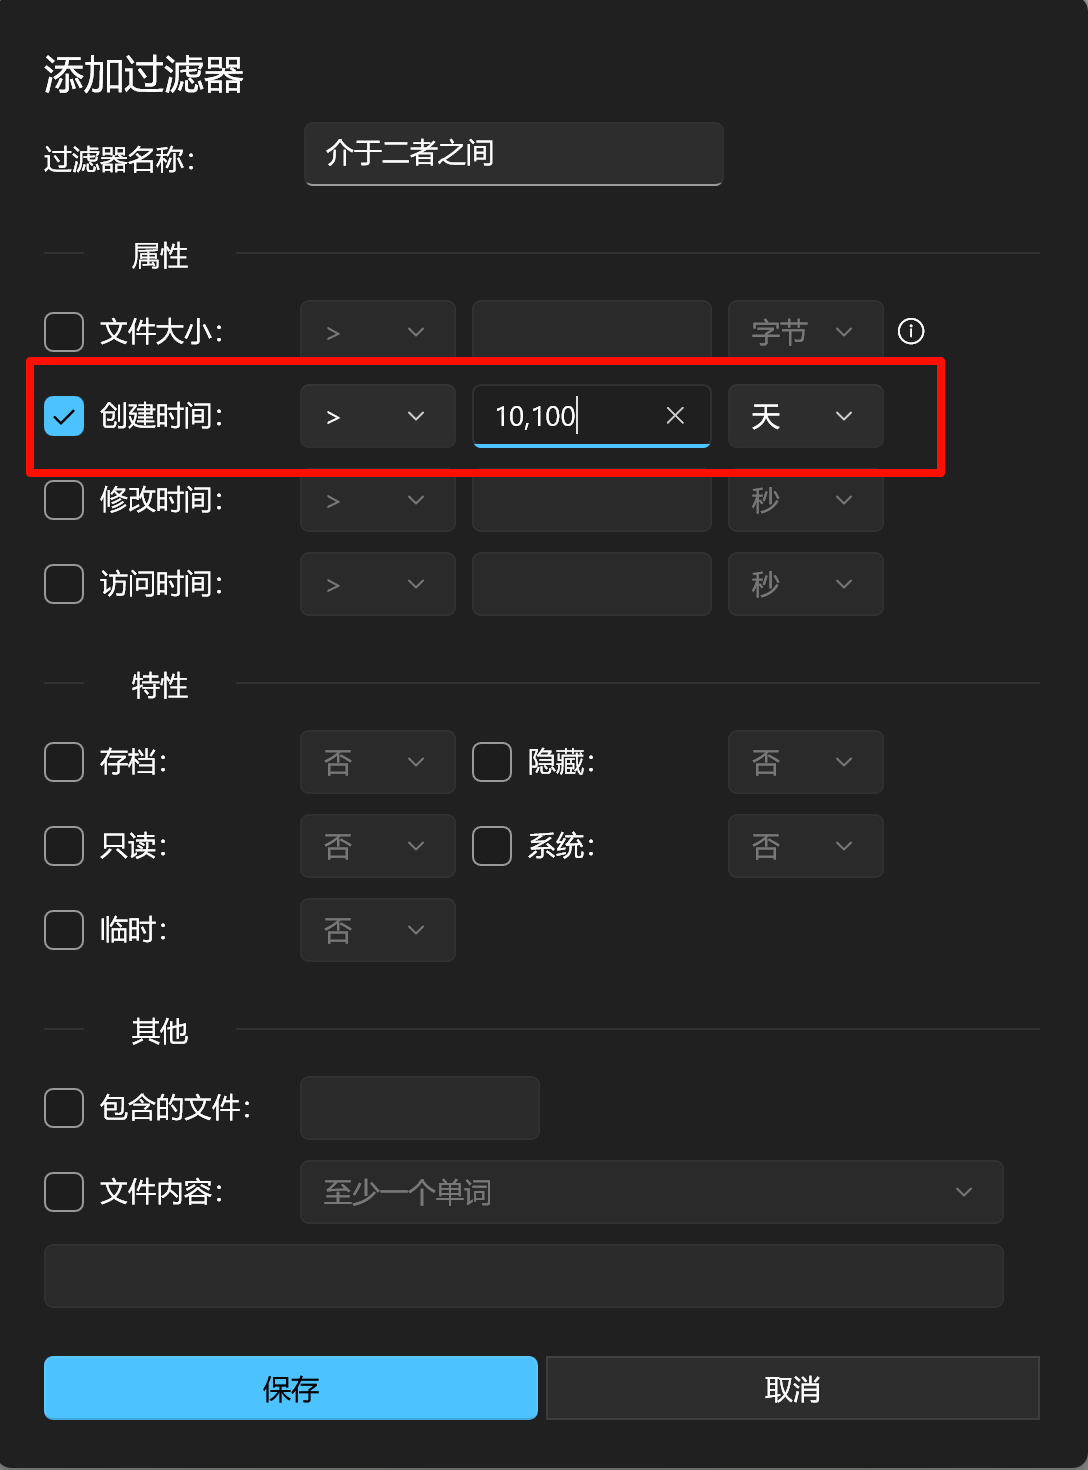 添加过滤器
过滤器名称： 介于二者之间
属性
文件大小： > 字节
创建时间： > 10,100 天
修改时间： > 秒
访问时间： > 秒
特性
存档： 否 隐藏： 否
只读： 否 系统： 否
临时： 否
其他
包含的文件：
文件内容： 至少一个单词
保存 取消